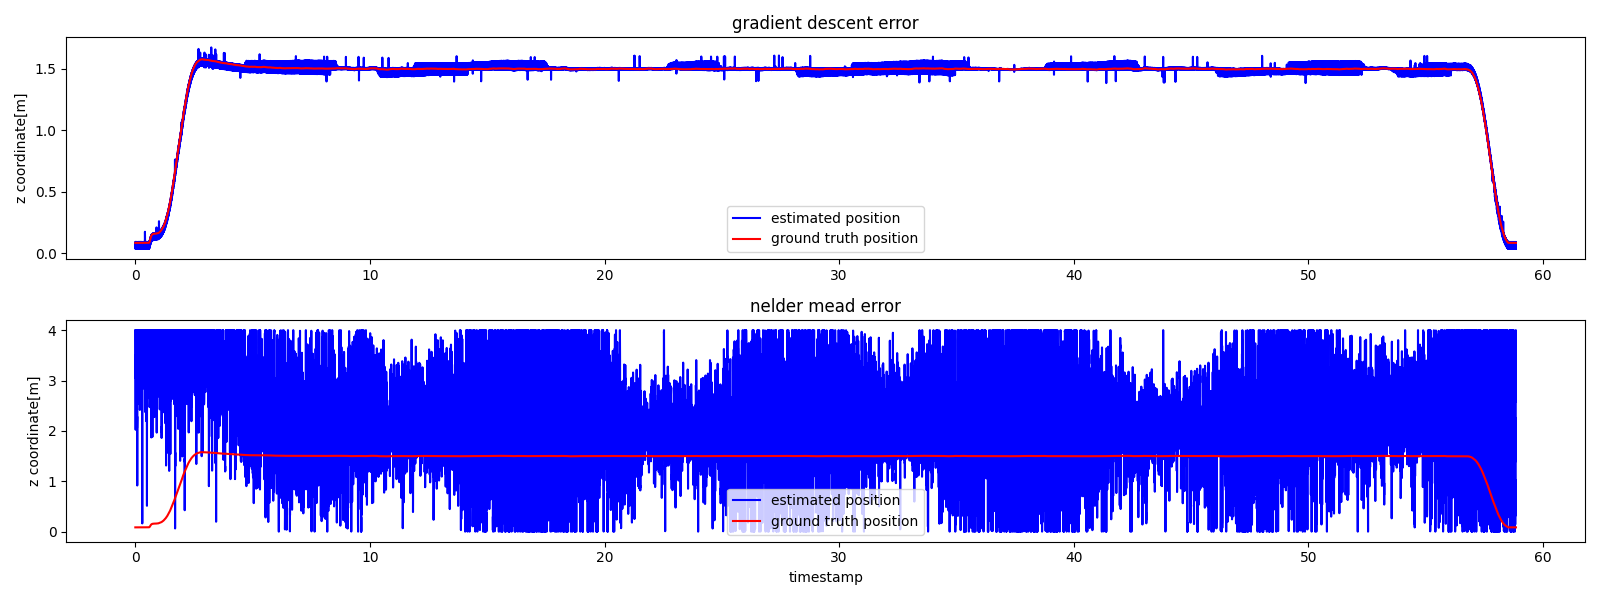 gradient descent error
z coordinate[m]
1.5
1.0
0.5
0.0
estimated position
ground truth position
0 10 20 30 40 50 60
nelder mead error
z coordinate[m]
4
3
2
1
0
estimated position
ground truth position
0 10 20 30 40 50 60
timestamp